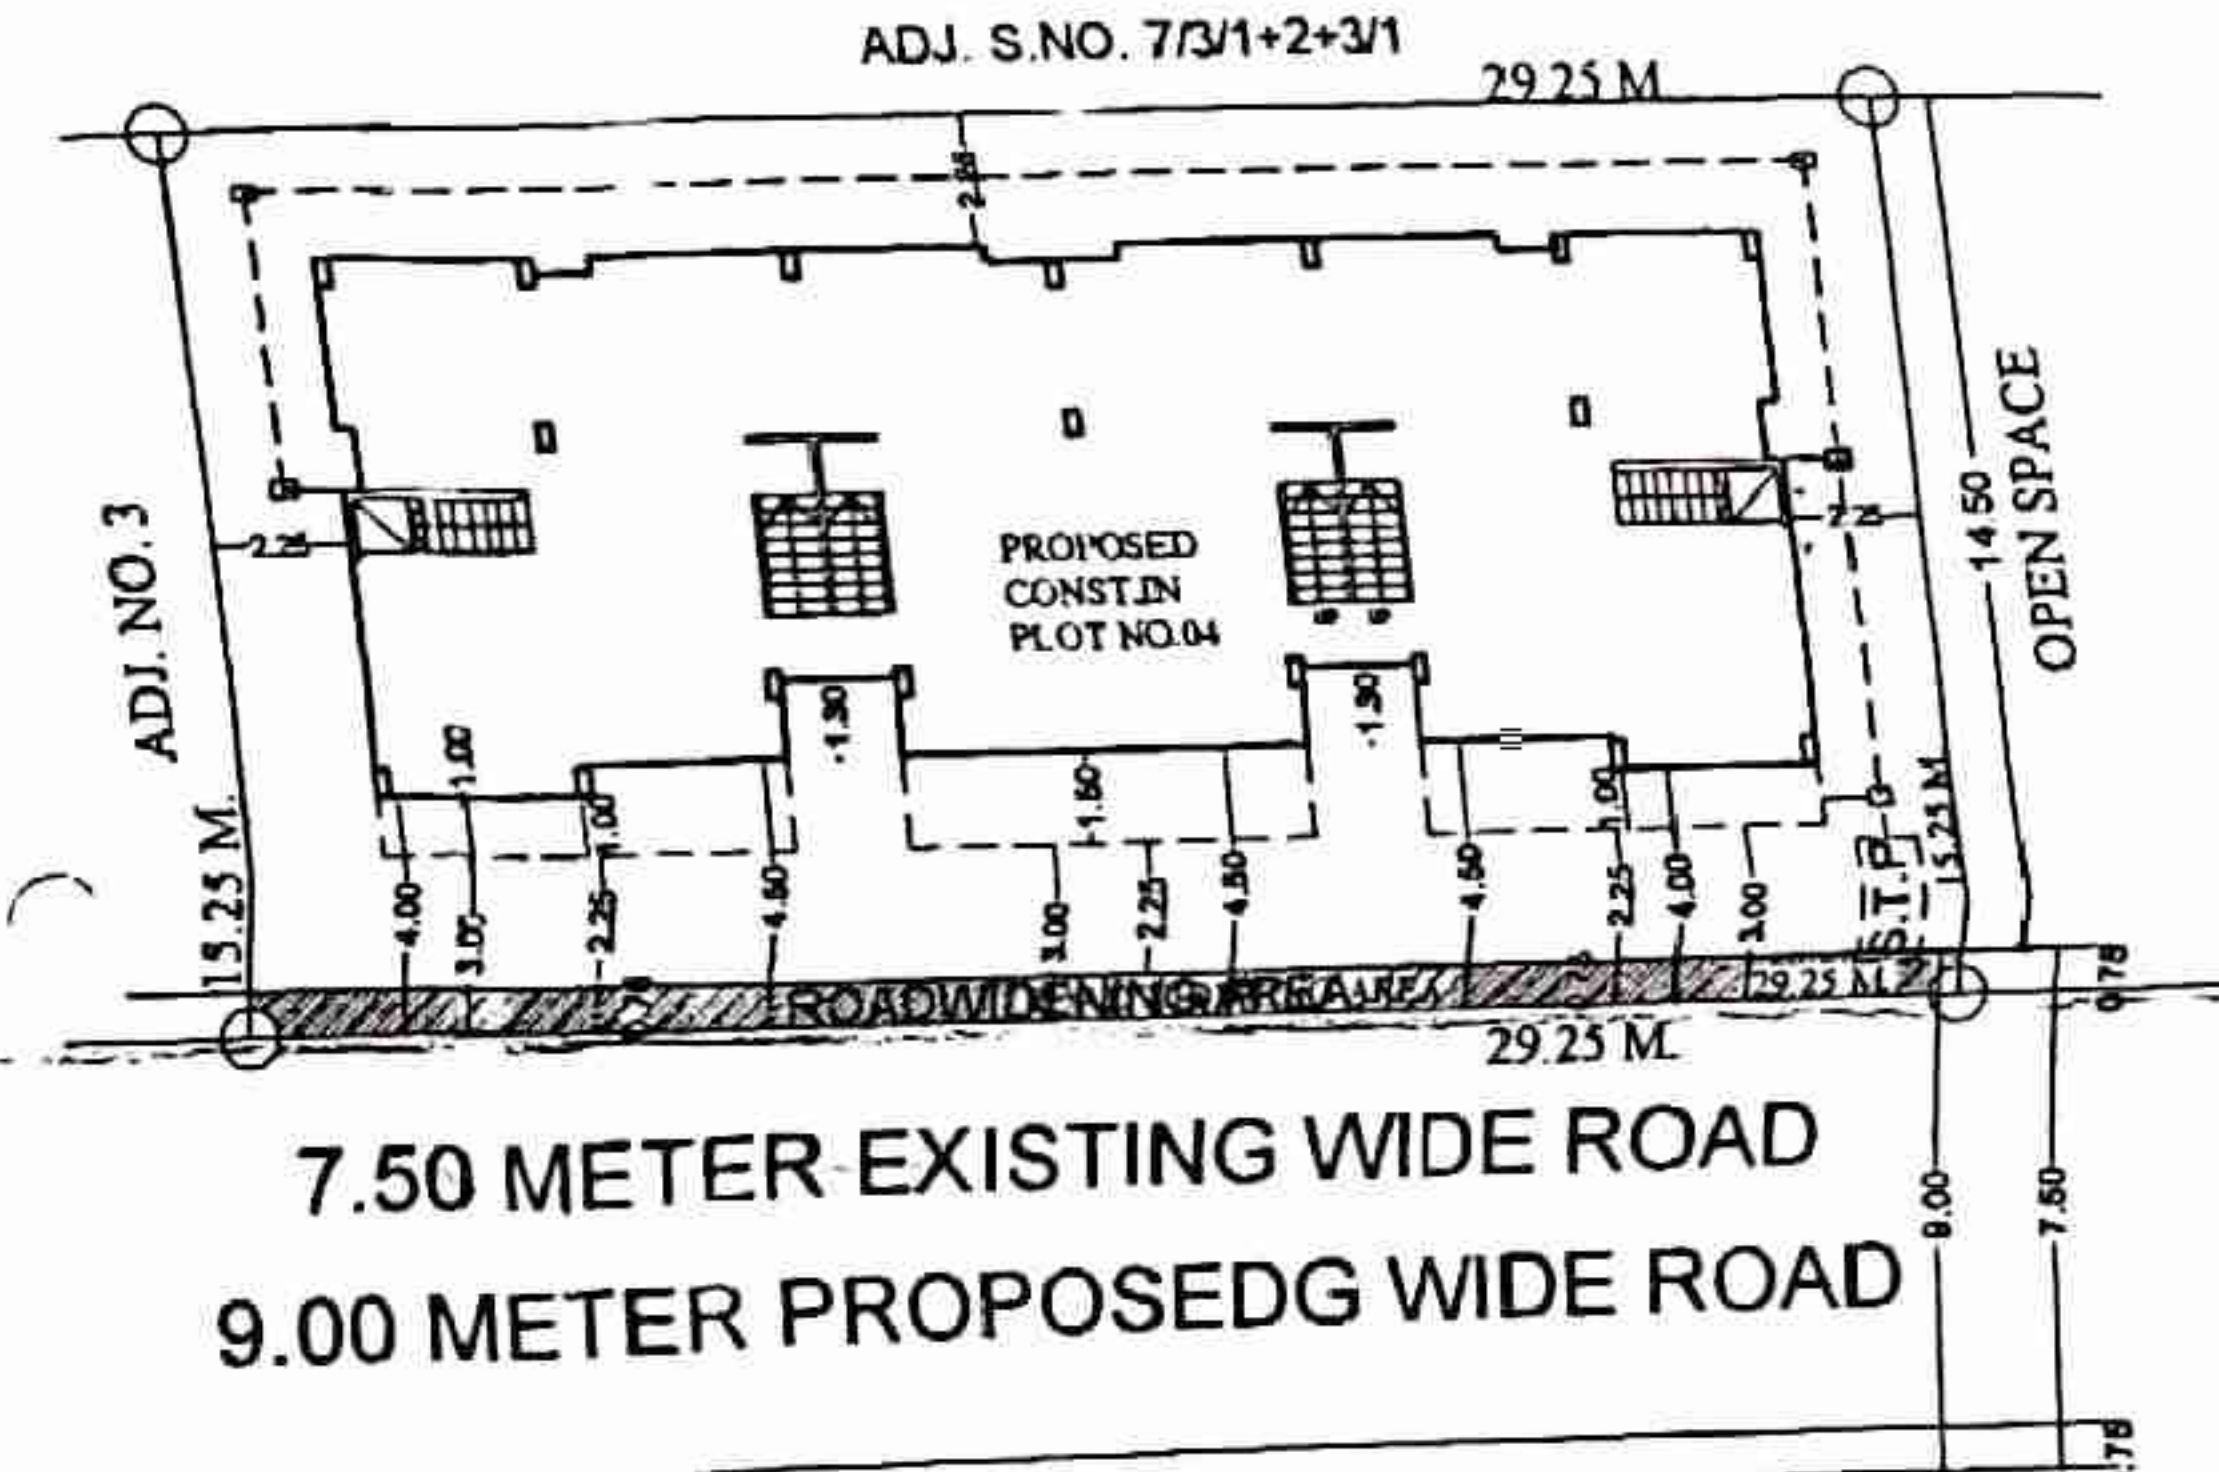 ADJ. S.NO. 7/3/1+2+3/1
29.25 M.
ADJ. NO.3
2.25
PROPOSED
CONST.IN
PLOT NO.04
2.25
14.50
OPEN SPACE
1.30
1.30
1.00
1.50
1.00
1.00
15.25 M.
15.25 M
4.00
3.00
2.25
4.50
3.00
2.25
4.50
4.50
2.25
4.00
3.00
S.T.P.
ROADWIDENING AREA
29.25 M.
0.75
29.25 M.
7.50 METER EXISTING WIDE ROAD
9.00 METER PROPOSEDG WIDE ROAD
9.00
7.50
.75